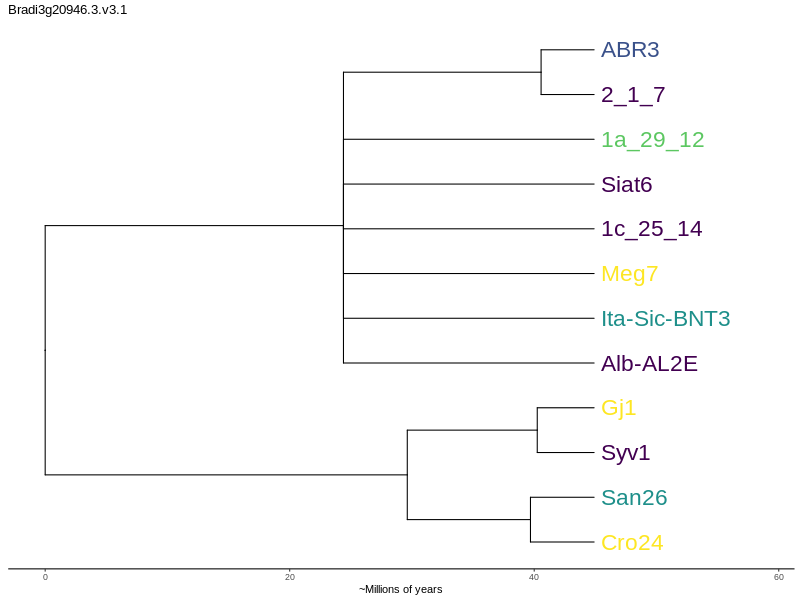 Bradi3g20946.3.v3.1
ABR3
2_1_7
1a_29_12
Siat6
1c_25_14
Meg7
Ita-Sic-BNT3
Alb-AL2E
Gj1
Syv1
San26
Cro24
0 20 40 60
~Millions of years